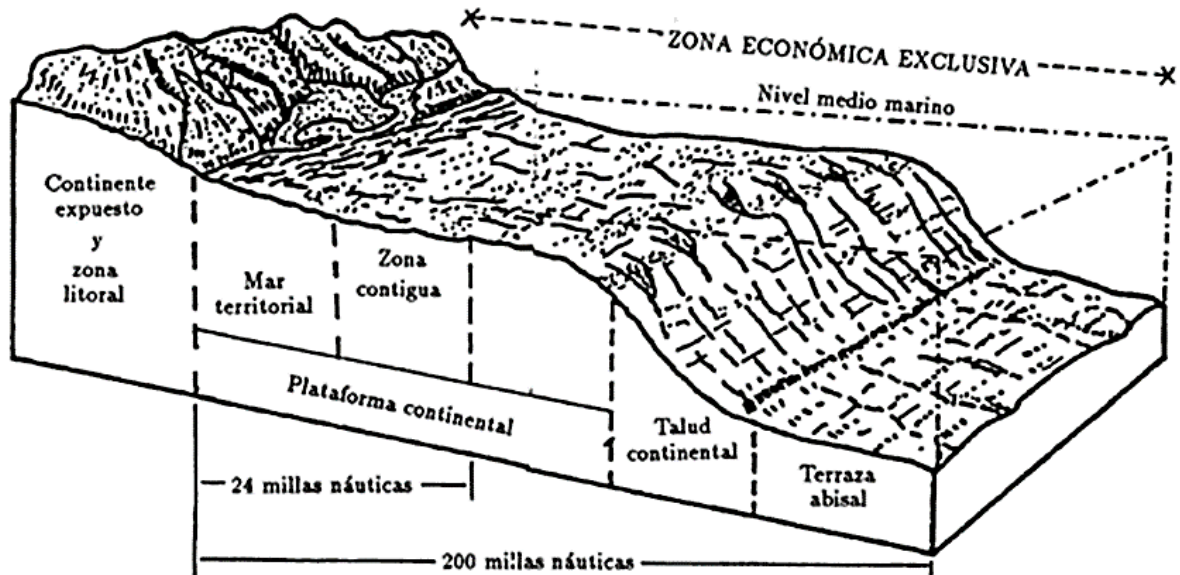 ZONA ECONÓMICA EXCLUSIVA
Nivel medio marino
Continente
expuesto
y
zona
litoral
Mar
territorial
Zona
contigua
Plataforma continental
Talud
continental
Terraza
abisal
24 millas náuticas
200 millas náuticas